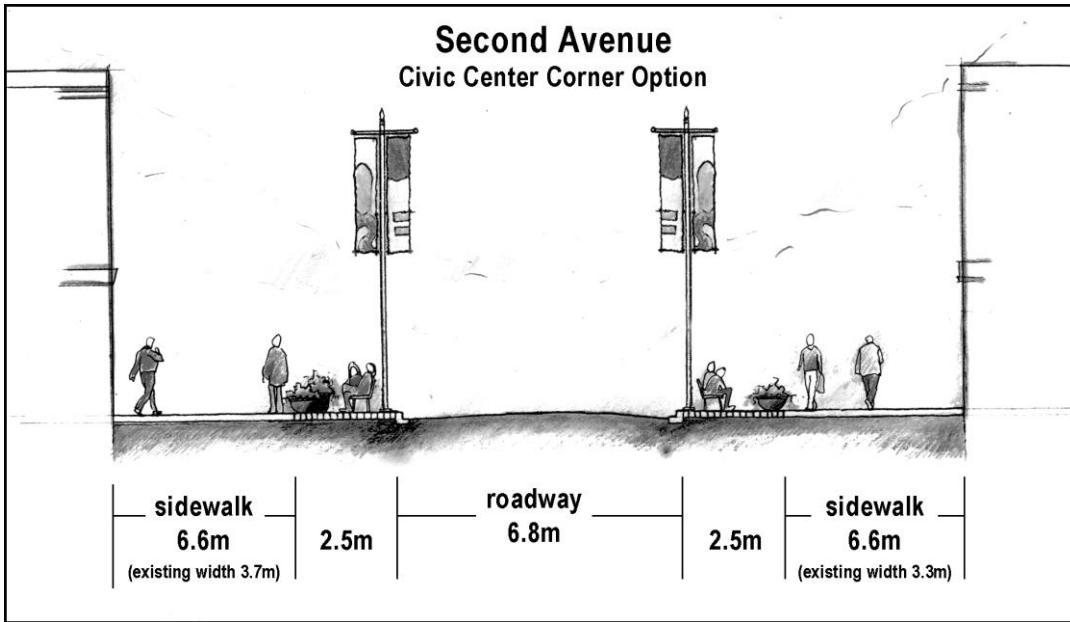 Second Avenue
Civic Center Corner Option
sidewalk
6.6m
(existing width 3.7m)
2.5m
roadway
6.8m
2.5m
sidewalk
6.6m
(existing width 3.3m)